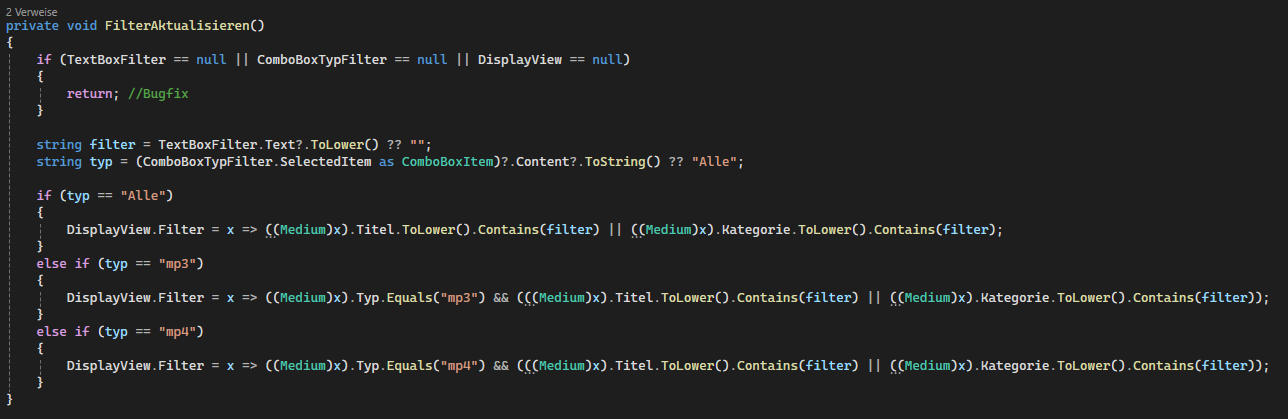 2 Verweise
private void FilterAktualisieren()
{
    if (TextBoxFilter == null || ComboBoxTypFilter == null || DisplayView == null)
    {
        return; //Bugfix
    }

    string filter = TextBoxFilter.Text?.ToLower() ?? "";
    string typ = (ComboBoxTypFilter.SelectedItem as ComboBoxItem)?.Content?.ToString() ?? "Alle";

    if (typ == "Alle")
    {
        DisplayView.Filter = x => ((Medium)x).Titel.ToLower().Contains(filter) || ((Medium)x).Kategorie.ToLower().Contains(filter);
    }
    else if (typ == "mp3")
    {
        DisplayView.Filter = x => ((Medium)x).Typ.Equals("mp3") && (((Medium)x).Titel.ToLower().Contains(filter) || ((Medium)x).Kategorie.ToLower().Contains(filter));
    }
    else if (typ == "mp4")
    {
        DisplayView.Filter = x => ((Medium)x).Typ.Equals("mp4") && (((Medium)x).Titel.ToLower().Contains(filter) || ((Medium)x).Kategorie.ToLower().Contains(filter));
    }
}